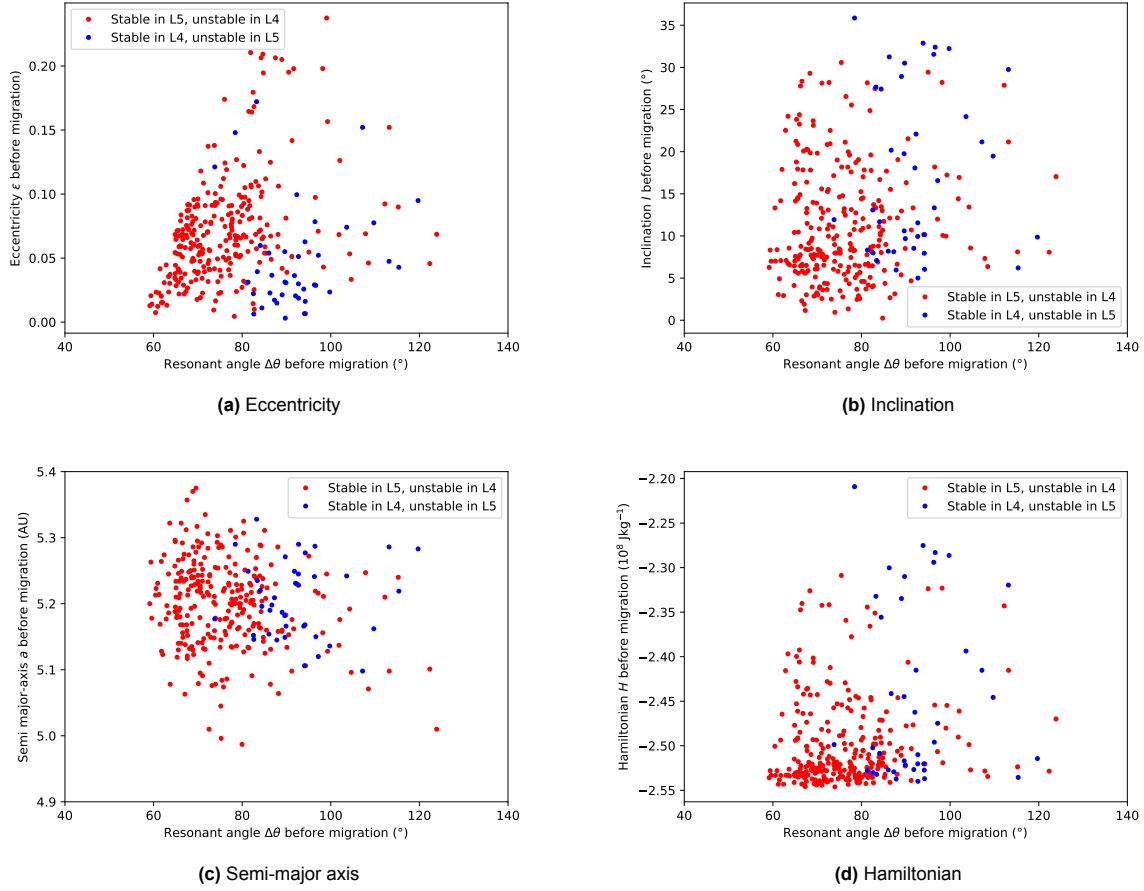 Stable in L5, unstable in L4
Stable in L4, unstable in L5
Eccentricity ε before migration
0.20
0.15
0.10
0.05
0.00
40 60 80 100 120 140
Resonant angle Δθ before migration (°)
(a) Eccentricity
Inclination I before migration (°)
35
30
25
20
15
10
5
0
Stable in L5, unstable in L4
Stable in L4, unstable in L5
40 60 80 100 120 140
Resonant angle Δθ before migration (°)
(b) Inclination
Semi major-axis a before migration (AU)
5.4
5.3
5.2
5.1
5.0
4.9
Stable in L5, unstable in L4
Stable in L4, unstable in L5
40 60 80 100 120 140
Resonant angle Δθ before migration (°)
(c) Semi-major axis
Hamiltonian H before migration (10⁸ Jkg⁻¹)
−2.20
−2.25
−2.30
−2.35
−2.40
−2.45
−2.50
−2.55
Stable in L5, unstable in L4
Stable in L4, unstable in L5
40 60 80 100 120 140
Resonant angle Δθ before migration (°)
(d) Hamiltonian